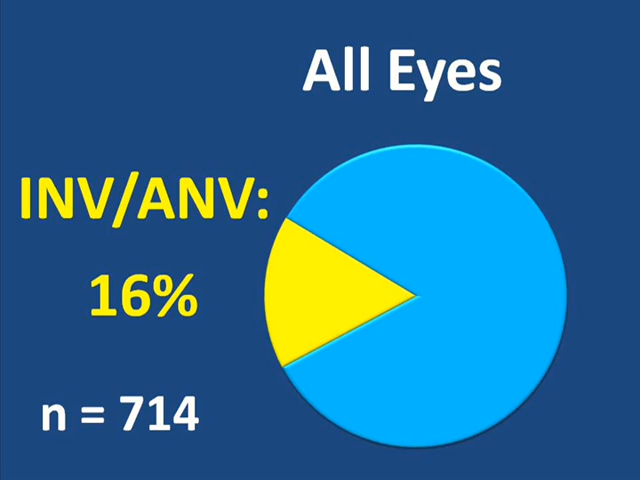 All Eyes
INV/ANV:
16%
n = 714